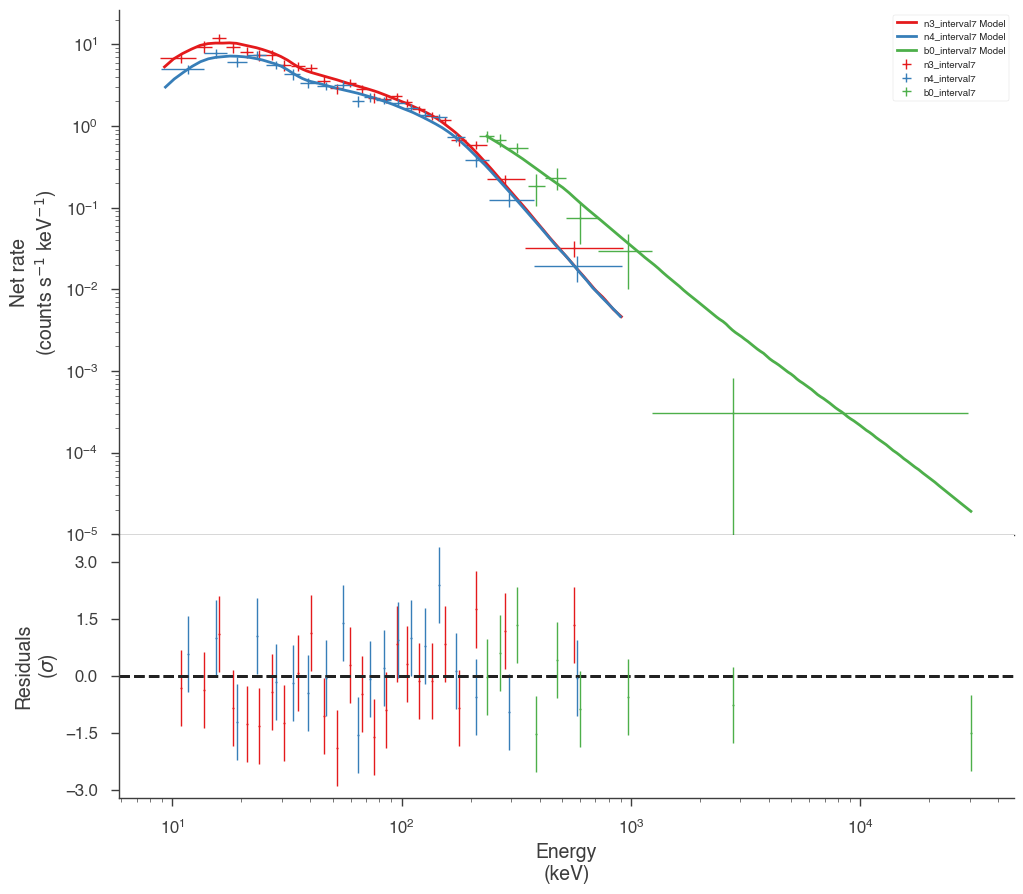 n3_interval7 Model
n4_interval7 Model
b0_interval7 Model
n3_interval7
n4_interval7
b0_interval7
Net rate
(counts s⁻¹ keV⁻¹)
10¹
10⁰
10⁻¹
10⁻²
10⁻³
10⁻⁴
10⁻⁵
Residuals
(σ)
3.0
1.5
0.0
−1.5
−3.0
10¹ 10² 10³ 10⁴
Energy
(keV)